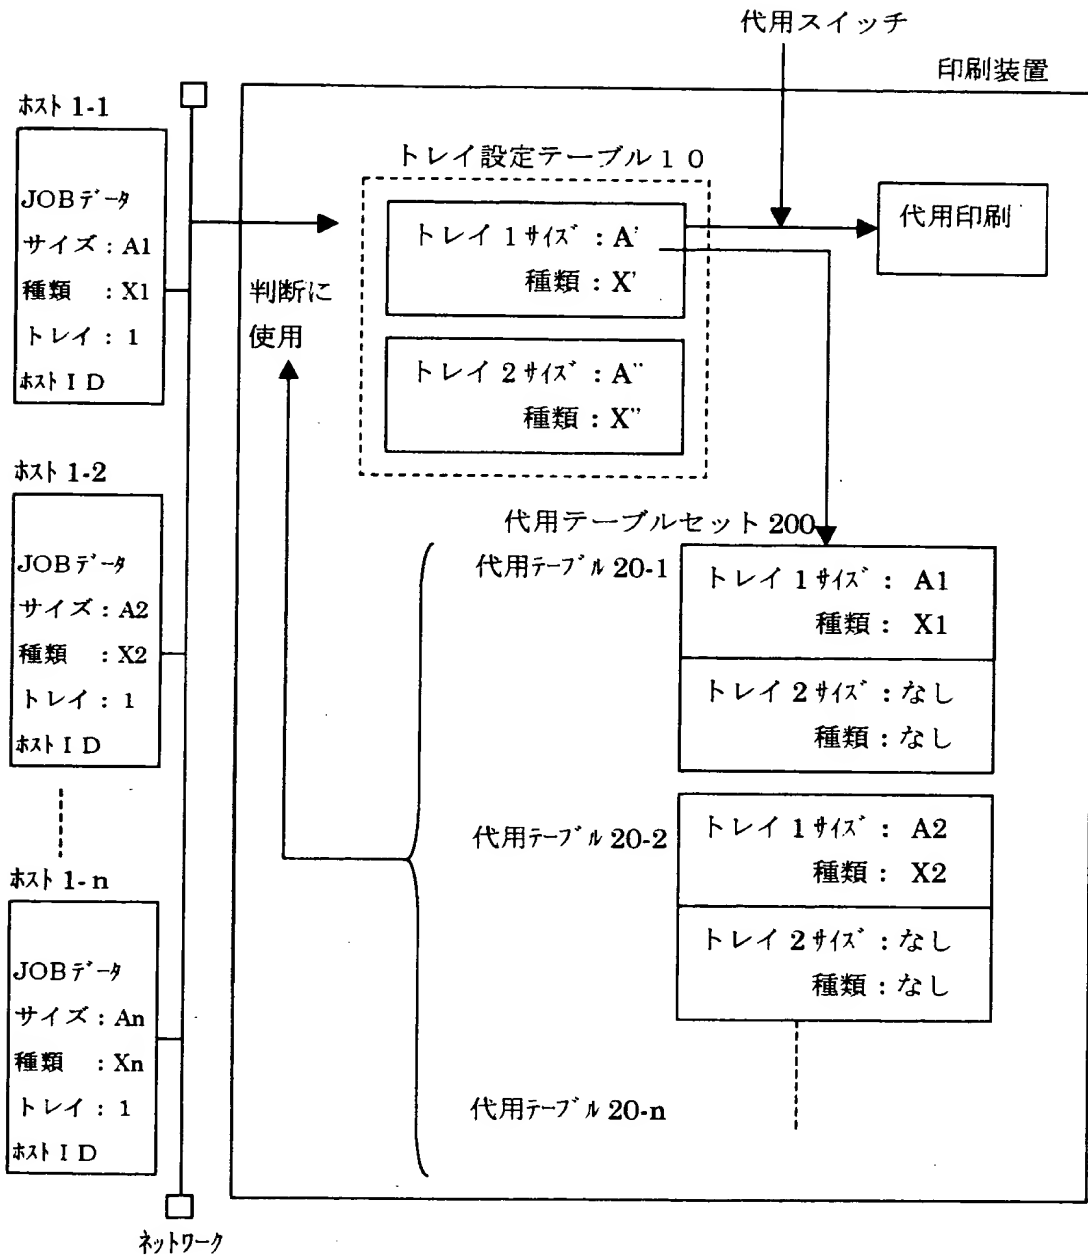 代用スイッチ
印刷装置
ホスト 1-1
JOBデータ
サイズ：A1
種類　：X1
トレイ：1
ホストＩＤ
トレイ設定テーブル１０
トレイ 1 サイズ：A'
種類：X'
トレイ 2 サイズ：A"
種類：X"
代用印刷
判断に
使用
ホスト 1-2
JOBデータ
サイズ：A2
種類　：X2
トレイ：1
ホストＩＤ
代用テーブルセット 200
代用テーブル 20-1
トレイ 1 サイズ： A1
種類： X1
トレイ 2 サイズ：なし
種類：なし
代用テーブル 20-2
トレイ 1 サイズ： A2
種類： X2
トレイ 2 サイズ：なし
種類：なし
ホスト 1-n
JOBデータ
サイズ：An
種類　：Xn
トレイ：1
ホストＩＤ
代用テーブル 20-n
ネットワーク